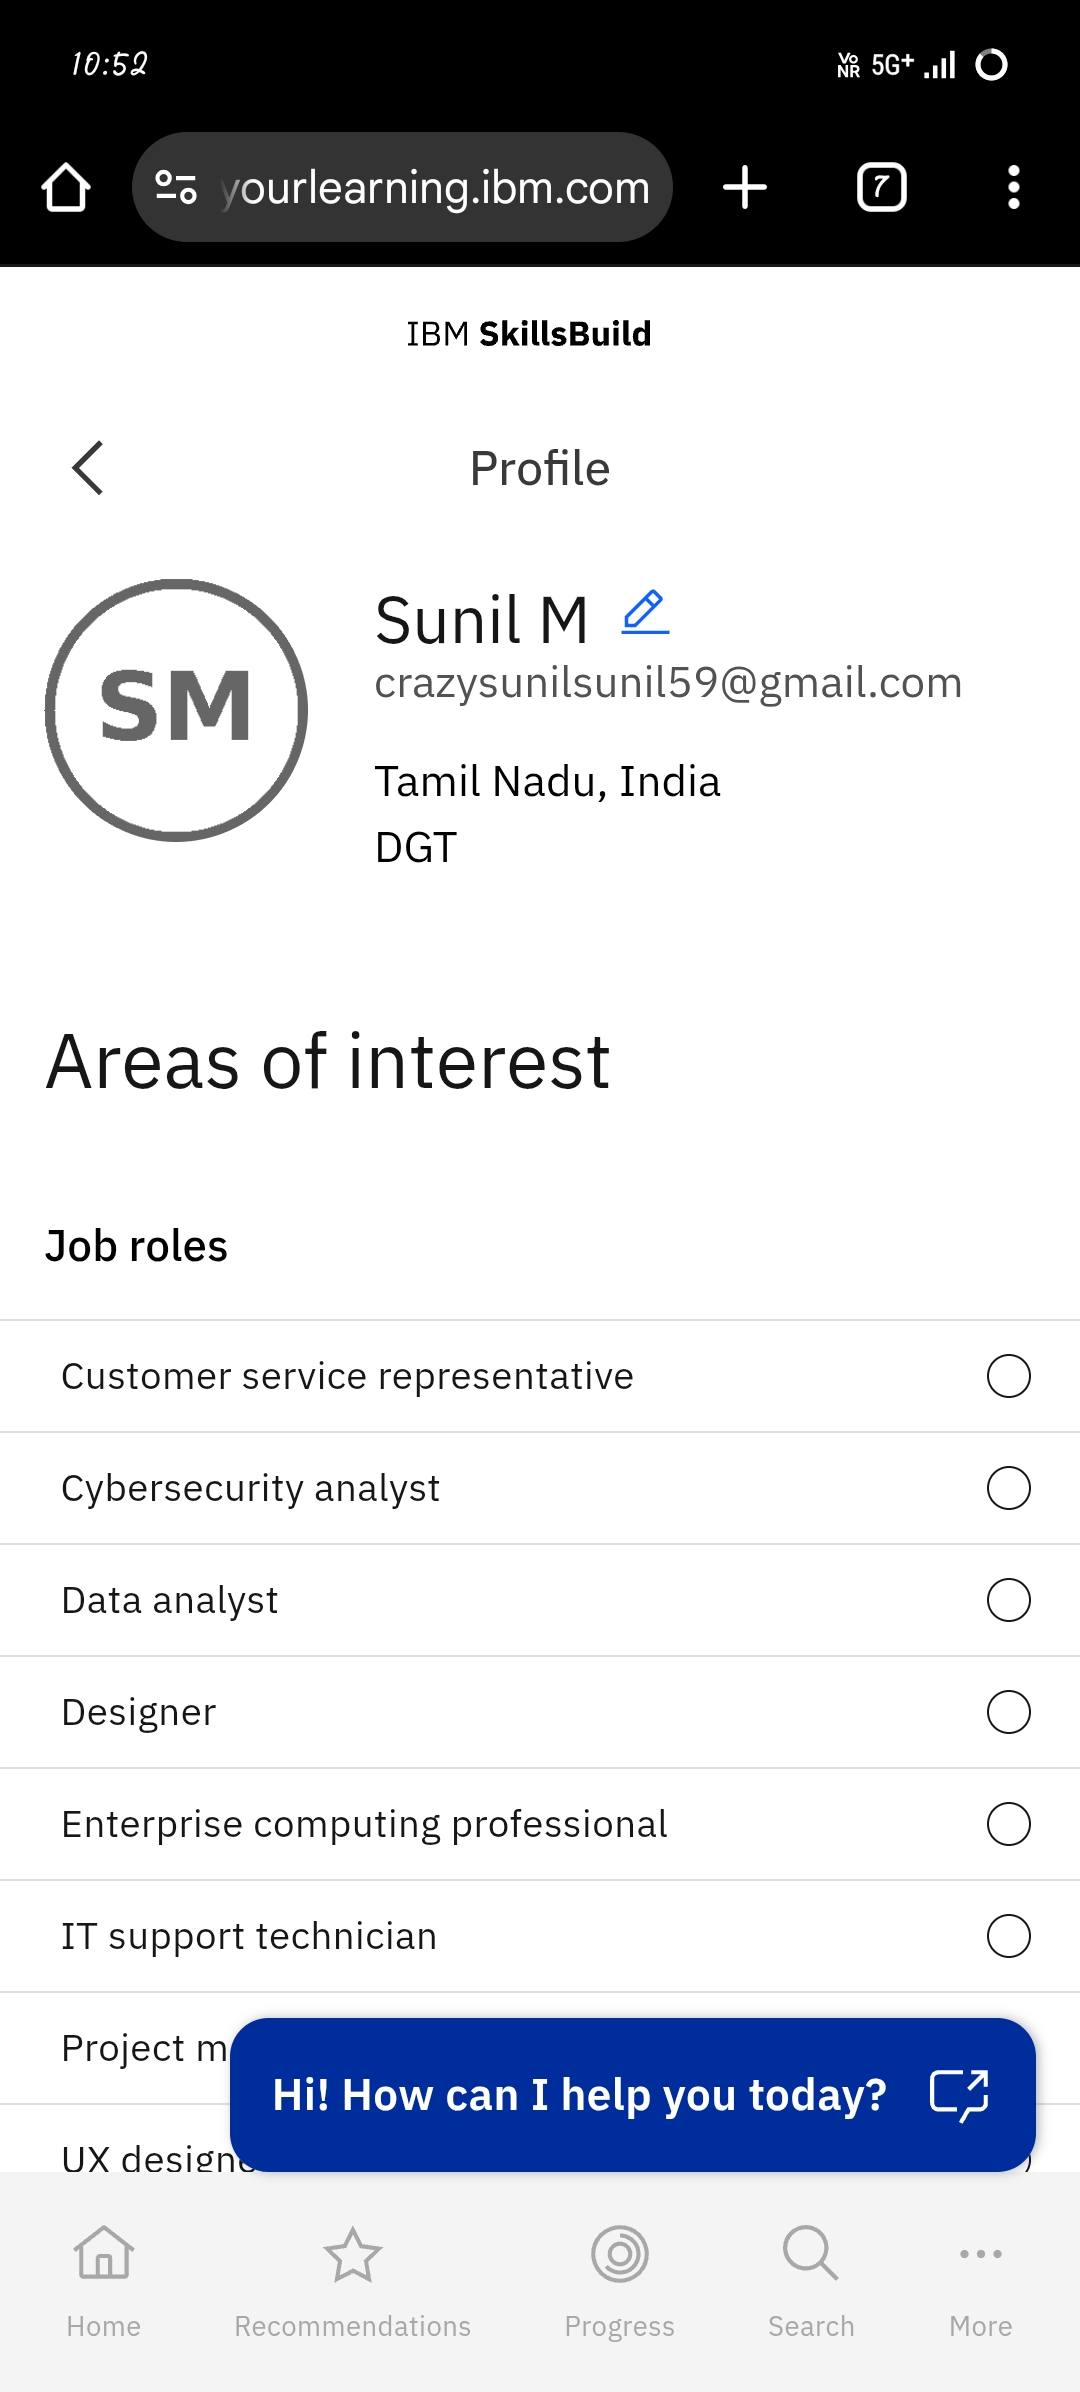 10:52
Vo NR 5G+
yourlearning.ibm.com
7
IBM SkillsBuild
Profile
SM
Sunil M
crazysunilsunil59@gmail.com
Tamil Nadu, India
DGT
Areas of interest
Job roles
Customer service representative
Cybersecurity analyst
Data analyst
Designer
Enterprise computing professional
IT support technician
Project m
Hi! How can I help you today?
UX designe
Home
Recommendations
Progress
Search
More